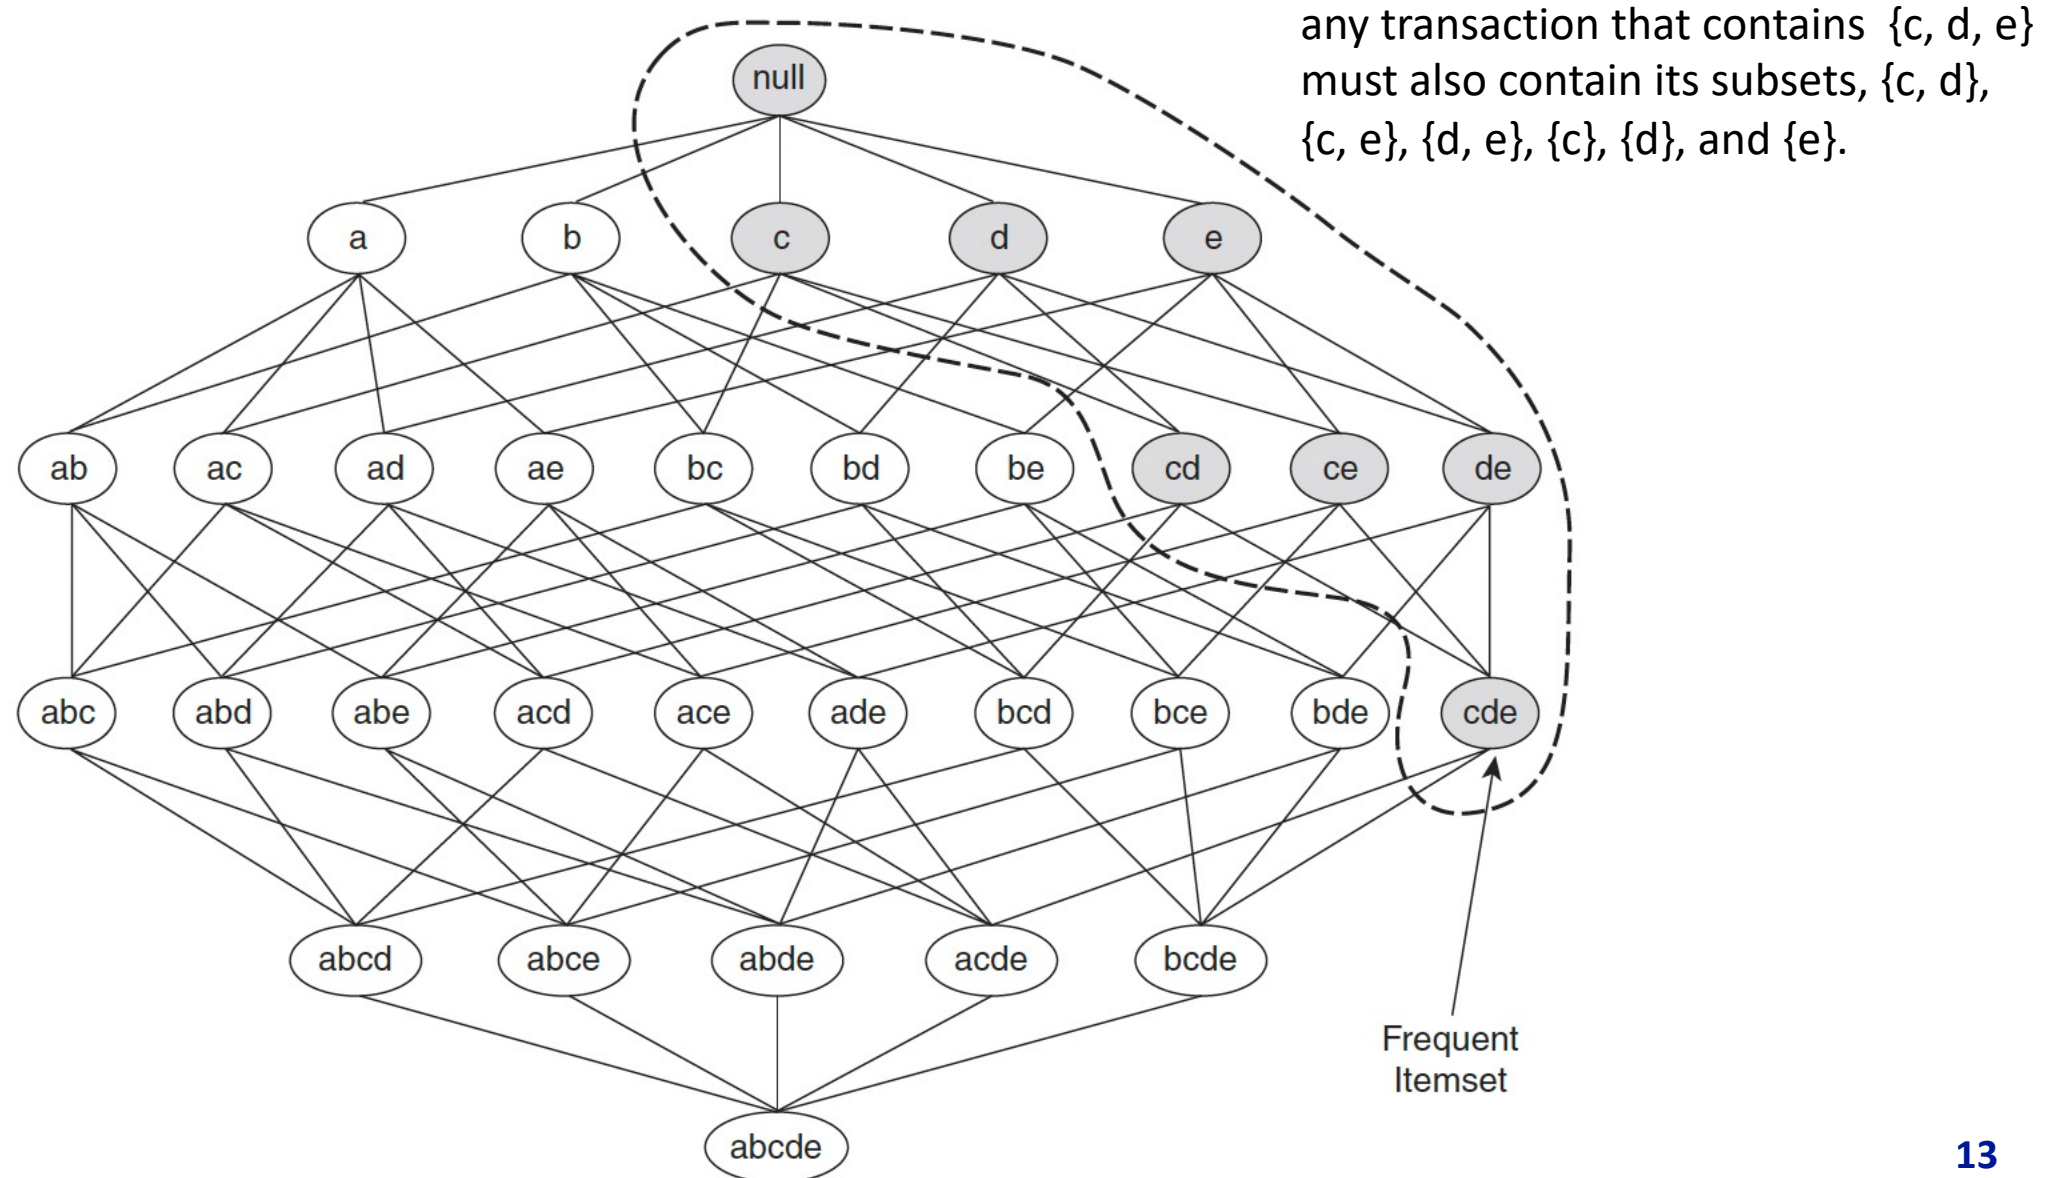 any transaction that contains  {c, d, e}
must also contain its subsets, {c, d},
{c, e}, {d, e}, {c}, {d}, and {e}.
null
a b c d e
ab ac ad ae bc bd be cd ce de
abc abd abe acd ace ade bcd bce bde cde
abcd abce abde acde bcde
Frequent
Itemset
abcde
13